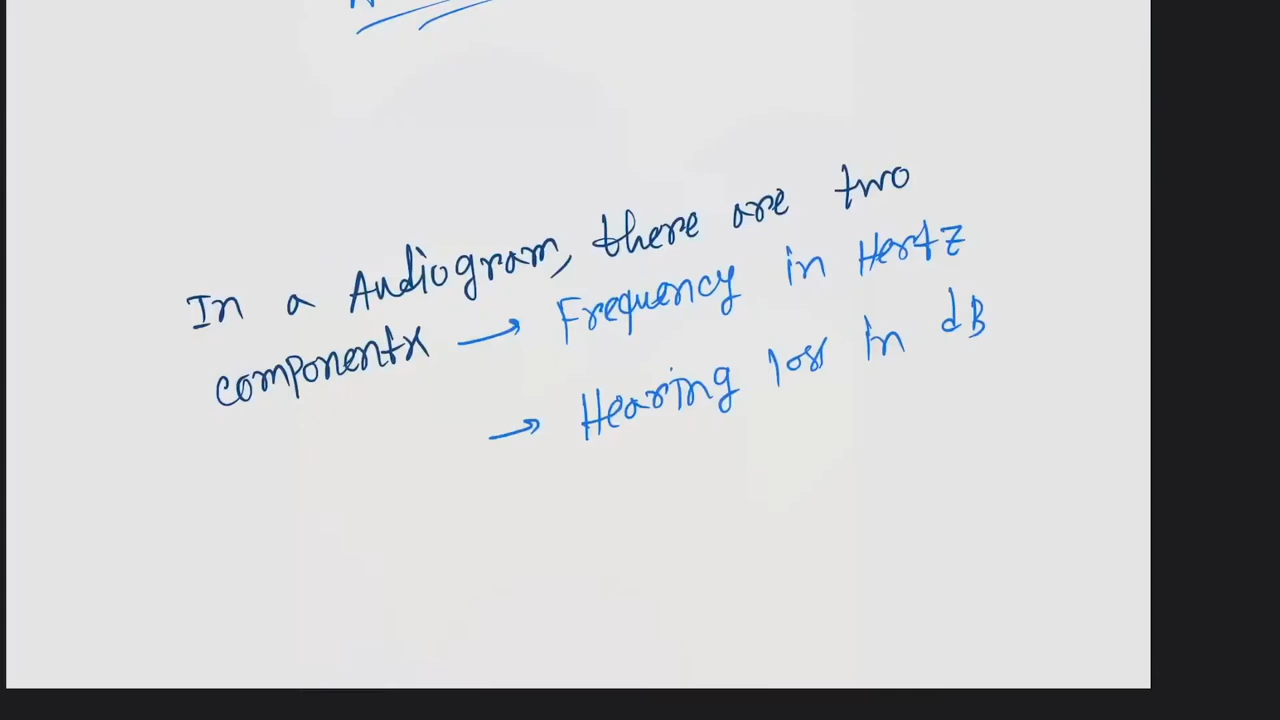 In a Audiogram, there are two
components → Frequency in Hertz
→ Hearing loss in dB